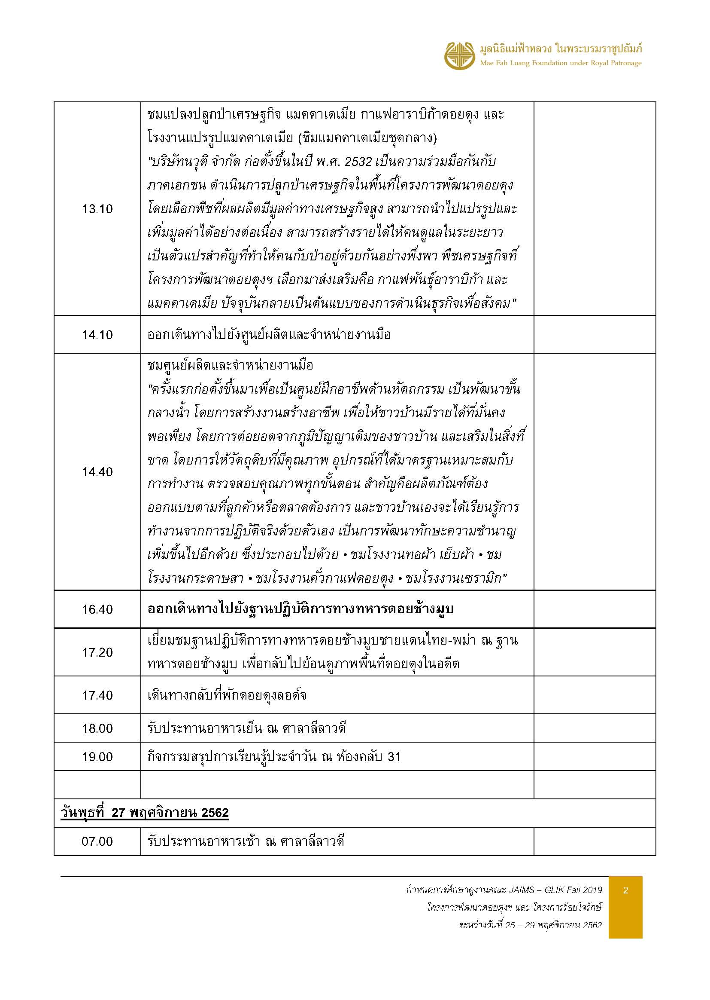 มูลนิธิแม่ฟ้าหลวง ในพระบรมราชูปถัมภ์
Mae Fah Luang Foundation under Royal Patronage
13.10
ชมแปลงปลูกป่าเศรษฐกิจ แมคคาเดเมีย กาแฟอาราบิก้าดอยตุง และ
โรงงานแปรรูปแมคคาเดเมีย (ชิมแมคคาเดเมียชุดกลาง)
"บริษัทนวุติ จำกัด ก่อตั้งขึ้นในปี พ.ศ. 2532 เป็นความร่วมมือกันกับ
ภาคเอกชน ดำเนินการปลูกป่าเศรษฐกิจในพื้นที่โครงการพัฒนาดอยตุง
โดยเลือกพืชที่ผลผลิตมีมูลค่าทางเศรษฐกิจสูง สามารถนำไปแปรรูปและ
เพิ่มมูลค่าได้อย่างต่อเนื่อง สามารถสร้างรายได้ให้คนดูแลในระยะยาว
เป็นตัวแปรสำคัญที่ทำให้คนกับป่าอยู่ด้วยกันอย่างพึ่งพา พืชเศรษฐกิจที่
โครงการพัฒนาดอยตุงฯ เลือกมาส่งเสริมคือ กาแฟพันธุ์อาราบิก้า และ
แมคคาเดเมีย ปัจจุบันกลายเป็นต้นแบบของการดำเนินธุรกิจเพื่อสังคม"
14.10
ออกเดินทางไปยังศูนย์ผลิตและจำหน่ายงานมือ
14.40
ชมศูนย์ผลิตและจำหน่ายงานมือ
"ครั้งแรกก่อตั้งขึ้นมาเพื่อเป็นศูนย์ฝึกอาชีพด้านหัตถกรรม เป็นพัฒนาขั้น
กลางน้ำ โดยการสร้างงานสร้างอาชีพ เพื่อให้ชาวบ้านมีรายได้ที่มั่นคง
พอเพียง โดยการต่อยอดจากภูมิปัญญาเดิมของชาวบ้าน และเสริมในสิ่งที่
ขาด โดยการให้วัตถุดิบที่มีคุณภาพ อุปกรณ์ที่ได้มาตรฐานเหมาะสมกับ
การทำงาน ตรวจสอบคุณภาพทุกขั้นตอน สำคัญคือผลิตภัณฑ์ต้อง
ออกแบบตามที่ลูกค้าหรือตลาดต้องการ และชาวบ้านเองจะได้เรียนรู้การ
ทำงานจากการปฏิบัติจริงด้วยตัวเอง เป็นการพัฒนาทักษะความชำนาญ
เพิ่มขึ้นไปอีกด้วย ซึ่งประกอบไปด้วย • ชมโรงงานทอผ้า เย็บผ้า • ชม
โรงงานกระดาษสา • ชมโรงงานคั่วกาแฟดอยตุง • ชมโรงงานเซรามิก"
16.40
ออกเดินทางไปยังฐานปฏิบัติการทางทหารดอยช้างมูบ
17.20
เยี่ยมชมฐานปฏิบัติการทางทหารดอยช้างมูบชายแดนไทย-พม่า ณ ฐาน
ทหารดอยช้างมูบ เพื่อกลับไปย้อนดูภาพพื้นที่ดอยตุงในอดีต
17.40
เดินทางกลับที่พักดอยตุงลอด์จ
18.00
รับประทานอาหารเย็น ณ ศาลาลีลาวดี
19.00
กิจกรรมสรุปการเรียนรู้ประจำวัน ณ ห้องคลับ 31
วันพุธที่ 27 พฤศจิกายน 2562
07.00
รับประทานอาหารเช้า ณ ศาลาลีลาวดี
กำหนดการศึกษาดูงานคณะ JAIMS – GLIK Fall 2019
2
โครงการพัฒนาดอยตุงฯ และ โครงการร้อยใจรักษ์
ระหว่างวันที่ 25 – 29 พฤศจิกายน 2562